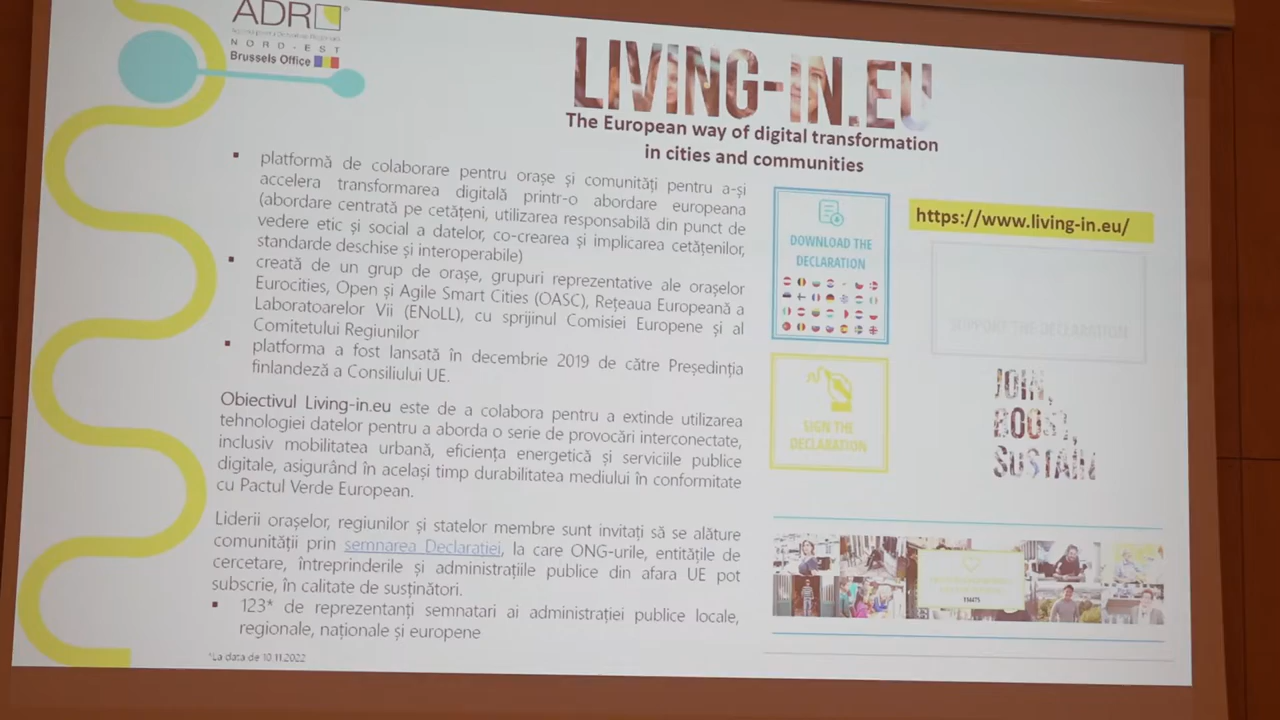 ADR
NORD-EST
Brussels Office
LIVING-IN.EU
The European way of digital transformation
in cities and communities
▪ platformă de colaborare pentru orașe și comunități pentru a-și
accelera transformarea digitală printr-o abordare europeana
(abordare centrată pe cetățeni, utilizarea responsabilă din punct de
vedere etic și social a datelor, co-crearea și implicarea cetățenilor,
standarde deschise și interoperabile)
▪ creată de un grup de orașe, grupuri reprezentative ale orașelor
Eurocities, Open și Agile Smart Cities (OASC), Rețeaua Europeană a
Laboratoarelor Vii (ENoLL), cu sprijinul Comisiei Europene și al
Comitetului Regiunilor
▪ platforma a fost lansată în decembrie 2019 de către Președinția
finlandeză a Consiliului UE.
Obiectivul Living-in.eu este de a colabora pentru a extinde utilizarea
tehnologiei datelor pentru a aborda o serie de provocări interconectate,
inclusiv mobilitatea urbană, eficiența energetică și serviciile publice
digitale, asigurând în același timp durabilitatea mediului în conformitate
cu Pactul Verde European.
Liderii orașelor, regiunilor și statelor membre sunt invitați să se alăture
comunității prin semnarea Declarației, la care ONG-urile, entitățile de
cercetare, întreprinderile și administrațiile publice din afara UE pot
subscrie, în calitate de susținători.
▪ 123* de reprezentanți semnatari ai administrației publice locale,
regionale, naționale și europene
*La data de 10.11.2022
DOWNLOAD THE
DECLARATION
https://www.living-in.eu/
SUPPORT THE DECLARATION
SIGN THE
DECLARATION
JOIN,
BOOST,
SUSTAIN